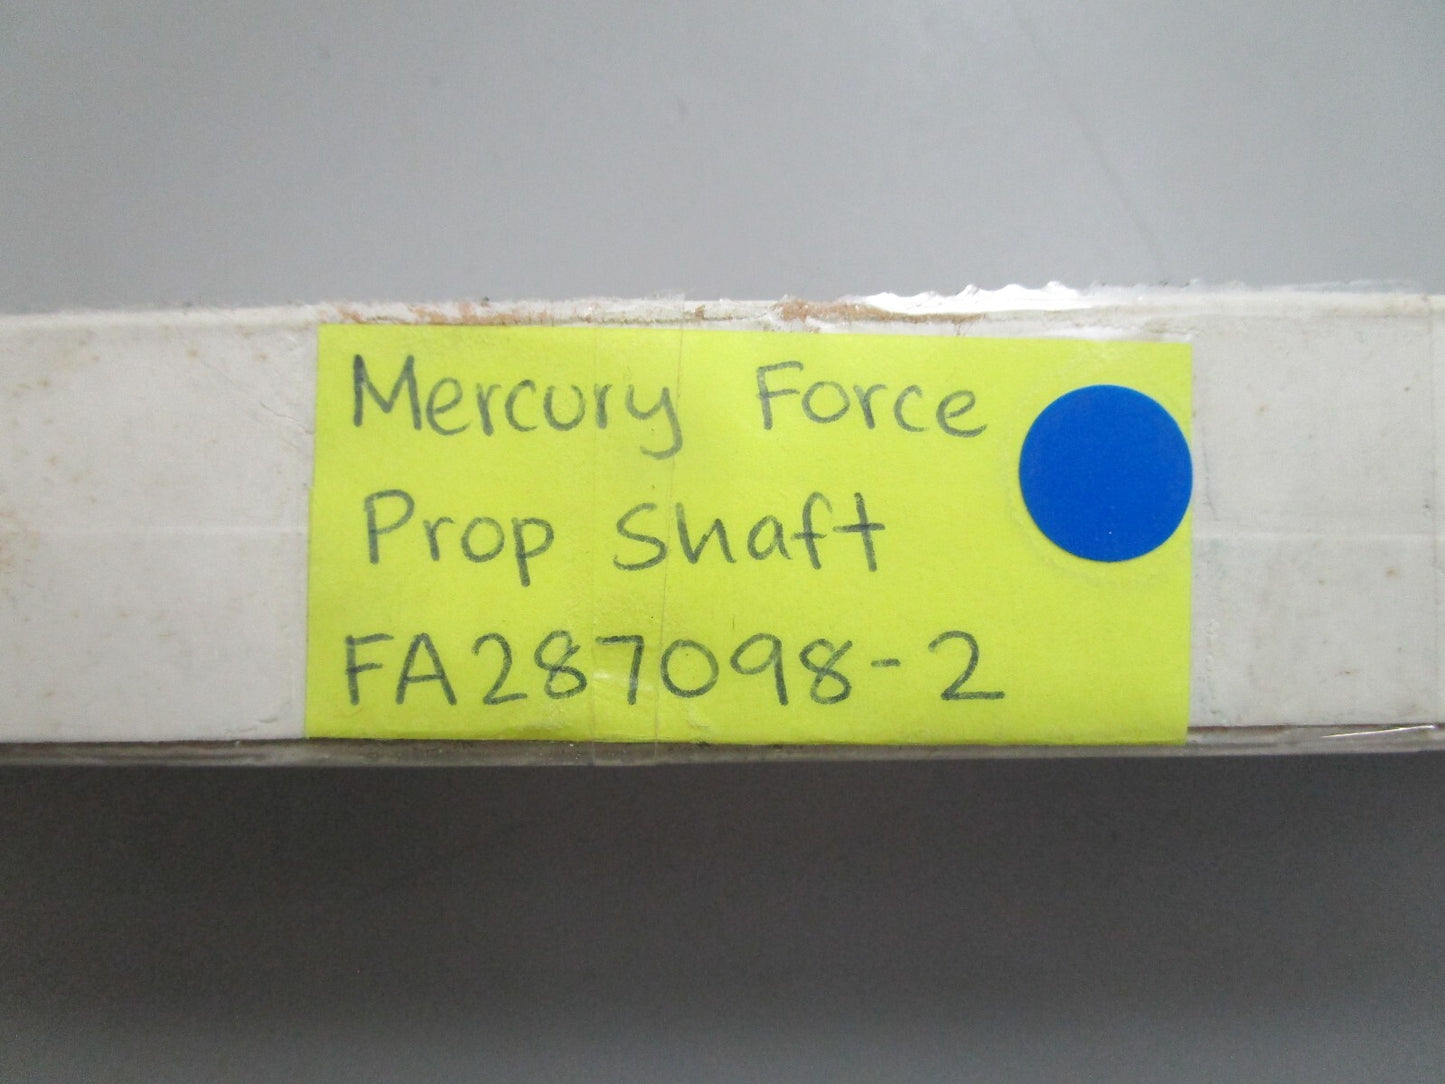 Mercury Force
Prop Shaft
FA287098-2